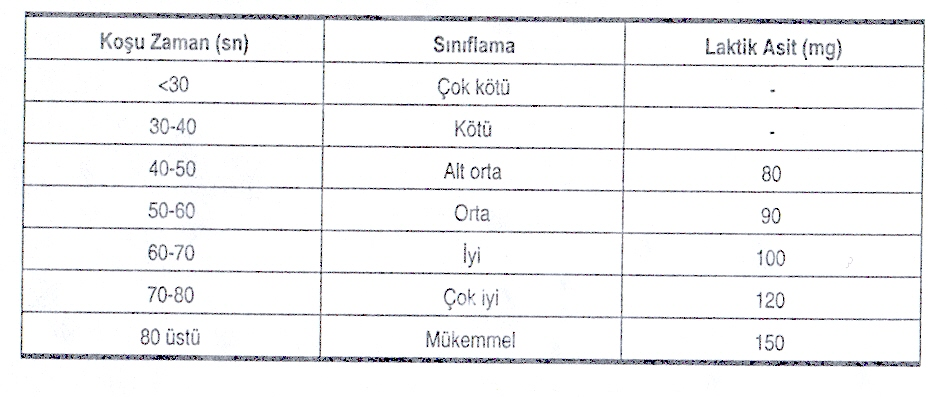 Koşu Zaman (sn) Sınıflama Laktik Asit (mg)
<30 Çok kötü -
30-40 Kötü -
40-50 Alt orta 80
50-60 Orta 90
60-70 İyi 100
70-80 Çok iyi 120
80 üstü Mükemmel 150